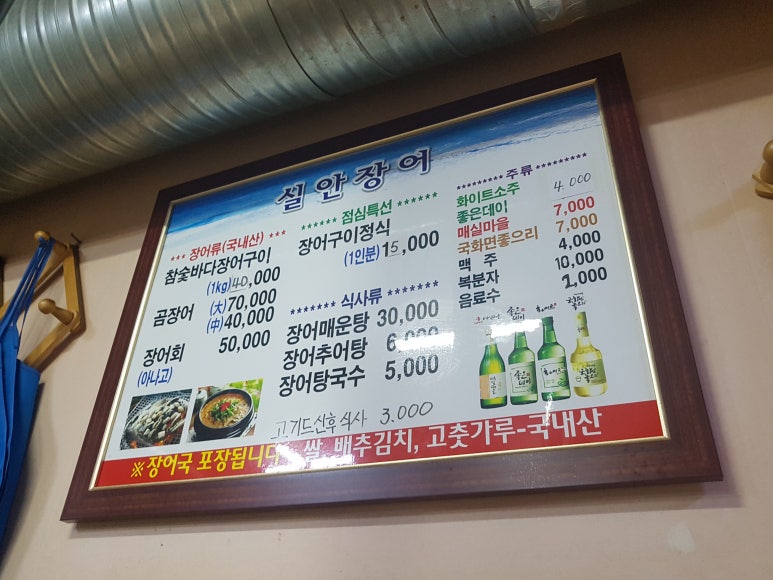 실안장어
*** 장어류(국내산) ***
참숯바다장어구이
(1kg) 40,000
곰장어 (大) 70,000
(中) 40,000
장어회 50,000
(아나고)
****** 점심특선 ******
장어구이정식
(1인분) 15,000
******* 식사류 *******
장어매운탕 30,000
장어추어탕 6,000
장어탕국수 5,000
********* 주류 *********
화이트소주 4,000
좋은데이
매실마을 7,000
국화면좋으리 7,000
맥 주 4,000
복분자 10,000
음료수 1,000
좋은데이
고기드신후식사 3,000
※장어국 포장됩니다 쌀, 배추김치, 고춧가루-국내산